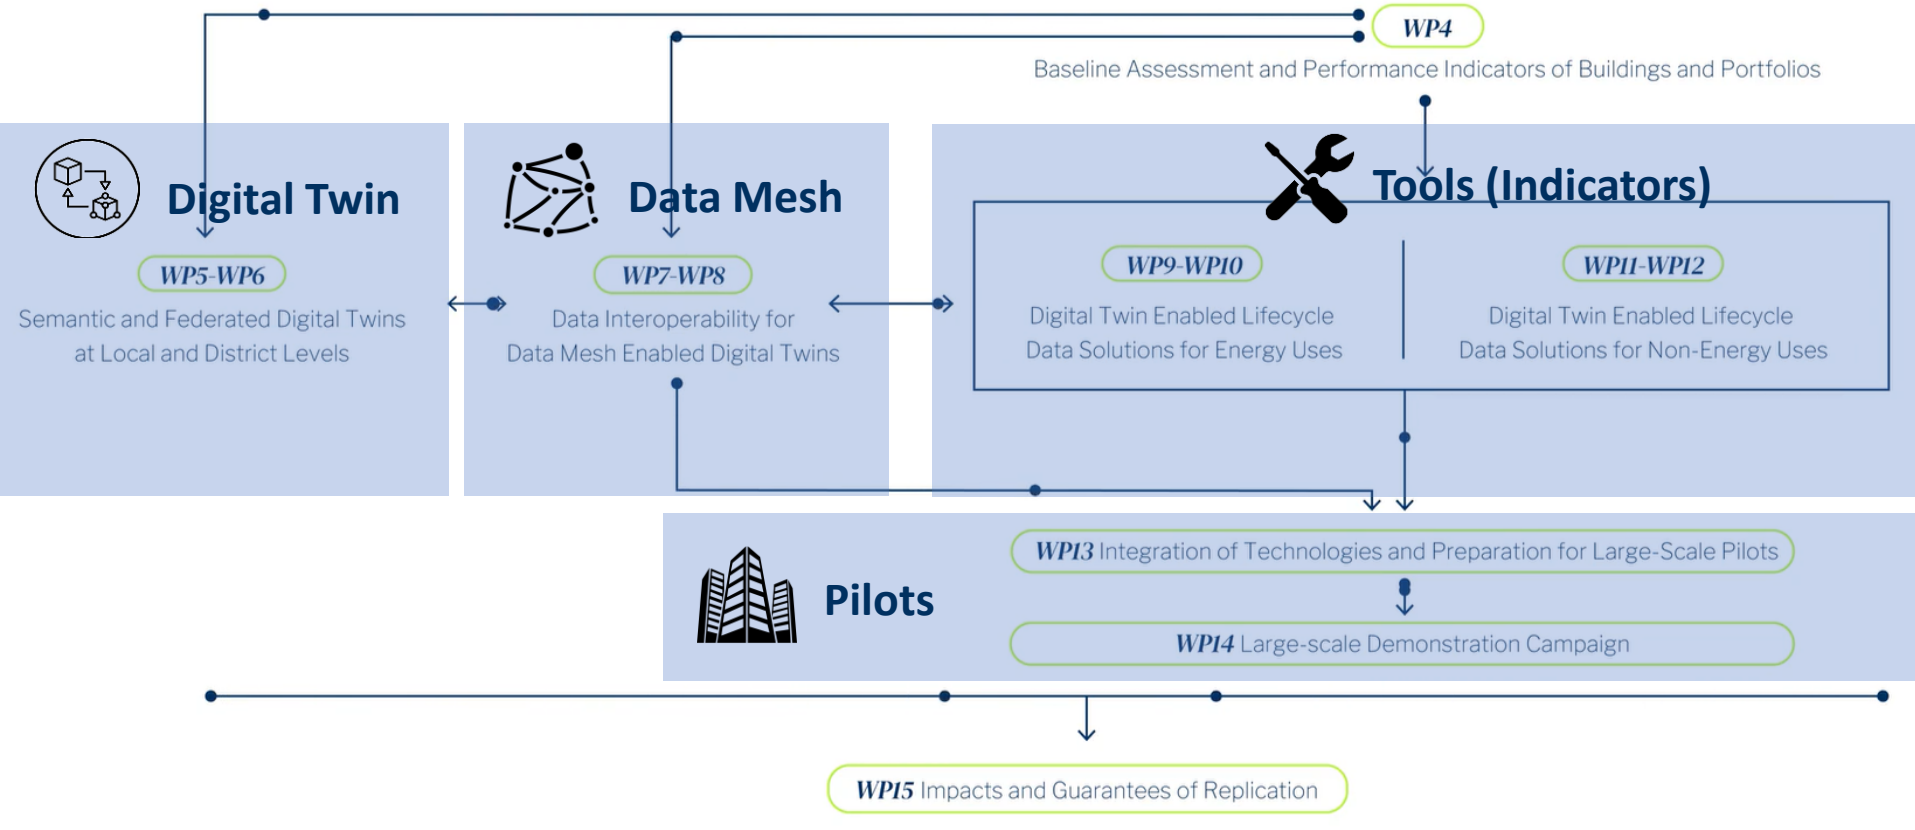 WP4
Baseline Assessment and Performance Indicators of Buildings and Portfolios
Digital Twin
WP5-WP6
Semantic and Federated Digital Twins
at Local and District Levels
Data Mesh
WP7-WP8
Data Interoperability for
Data Mesh Enabled Digital Twins
Tools (Indicators)
WP9-WP10
Digital Twin Enabled Lifecycle
Data Solutions for Energy Uses
WP11-WP12
Digital Twin Enabled Lifecycle
Data Solutions for Non-Energy Uses
Pilots
WP13 Integration of Technologies and Preparation for Large-Scale Pilots
WP14 Large-scale Demonstration Campaign
WP15 Impacts and Guarantees of Replication